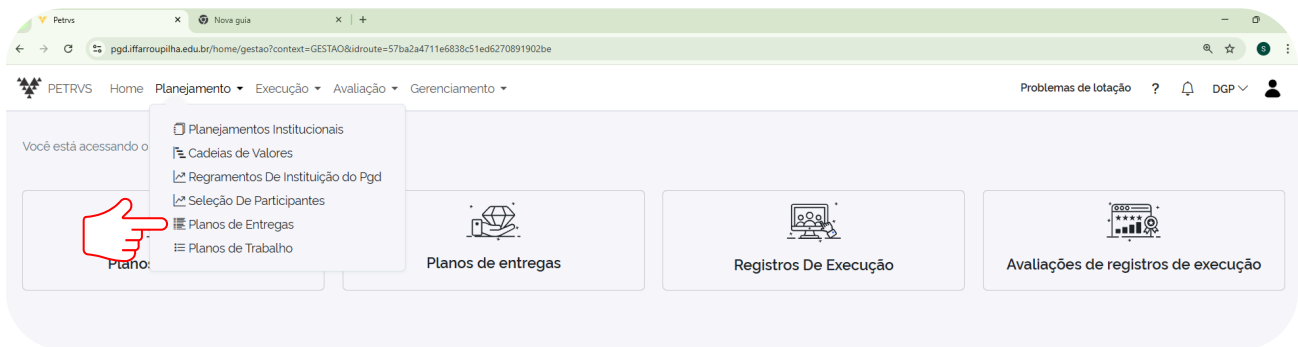 Petrvs
Nova guia
pgd.iffarroupilha.edu.br/home/gestao?context=GESTAO&idroute=57ba2a4711e6838c51ed6270891902be
S
PETRVS Home Planejamento Execução Avaliação Gerenciamento Problemas de lotação ? DGP
Planejamentos Institucionais
Você está acessando o
Cadeias de Valores
Regramentos De Instituição do Pgd
Seleção De Participantes
Planos de Entregas
Planos de Trabalho
Planos
Planos de entregas
Registros De Execução
Avaliações de registros de execução